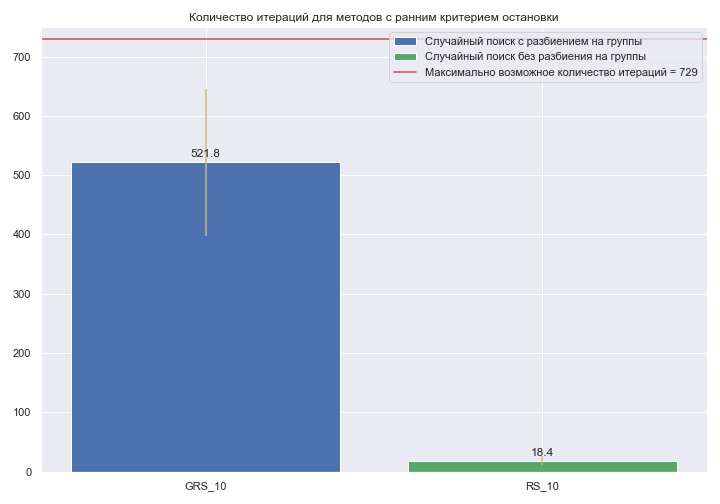 Количество итераций для методов с ранним критерием остановки
Случайный поиск с разбиением на группы
Случайный поиск без разбиения на группы
Максимально возможное количество итераций = 729
700
600
521.8
500
400
300
200
100
18.4
0
GRS_10
RS_10